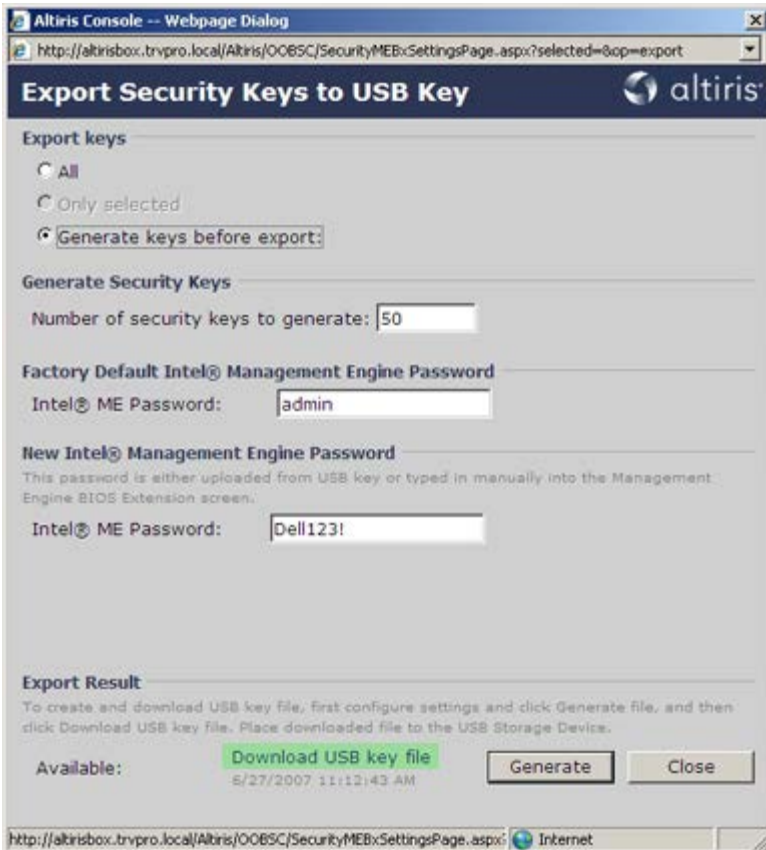 Altiris Console -- Webpage Dialog
http://altirisbox.trvpro.local/Altiris/OOBSC/SecurityMEBxSettingsPage.aspx?selected=&op=export
Export Security Keys to USB Key
altiris
Export keys
All
Only selected
Generate keys before export:
Generate Security Keys
Number of security keys to generate: 50
Factory Default Intel® Management Engine Password
Intel® ME Password: admin
New Intel® Management Engine Password
This password is either uploaded from USB key or typed in manually into the Management
Engine BIOS Extension screen.
Intel® ME Password: Dell123!
Export Result
To create and download USB key file, first configure settings and click Generate file, and then
click Download USB key file. Place downloaded file to the USB Storage Device.
Available: Download USB key file Generate Close
6/27/2007 11:12:43 AM
http://altirisbox.trvpro.local/Altiris/OOBSC/SecurityMEBxSettingsPage.aspx Internet